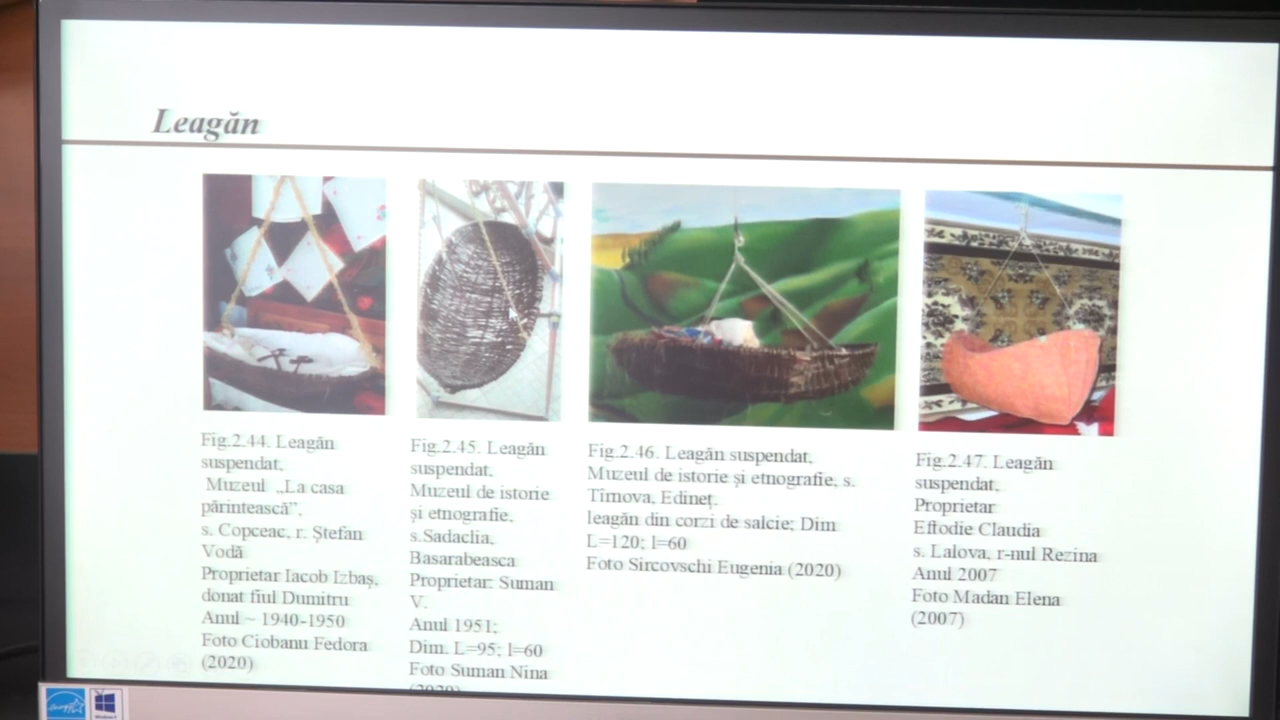 Leagăn
Fig.2.44. Leagăn
suspendat,
Muzeul „La casa
părintească”,
s. Copceac, r. Ștefan
Vodă
Proprietar Iacob Izbaș,
donat fiul Dumitru
Anul ~ 1940-1950
Foto Ciobanu Fedora
(2020)
Fig.2.45. Leagăn
suspendat,
Muzeul de istorie
și etnografie,
s.Sadaclia,
Basarabeasca
Proprietar: Suman
V.
Anul 1951;
Dim. L=95; l=60
Foto Suman Nina
(2020)
Fig.2.46. Leagăn suspendat,
Muzeul de istorie și etnografie, s.
Tîrnova, Edineț,
leagăn din corzi de salcie; Dim
L=120; l=60
Foto Sircovschi Eugenia (2020)
Fig.2.47. Leagăn
suspendat,
Proprietar
Eftodie Claudia
s. Lalova, r-nul Rezina
Anul 2007
Foto Madan Elena
(2007)